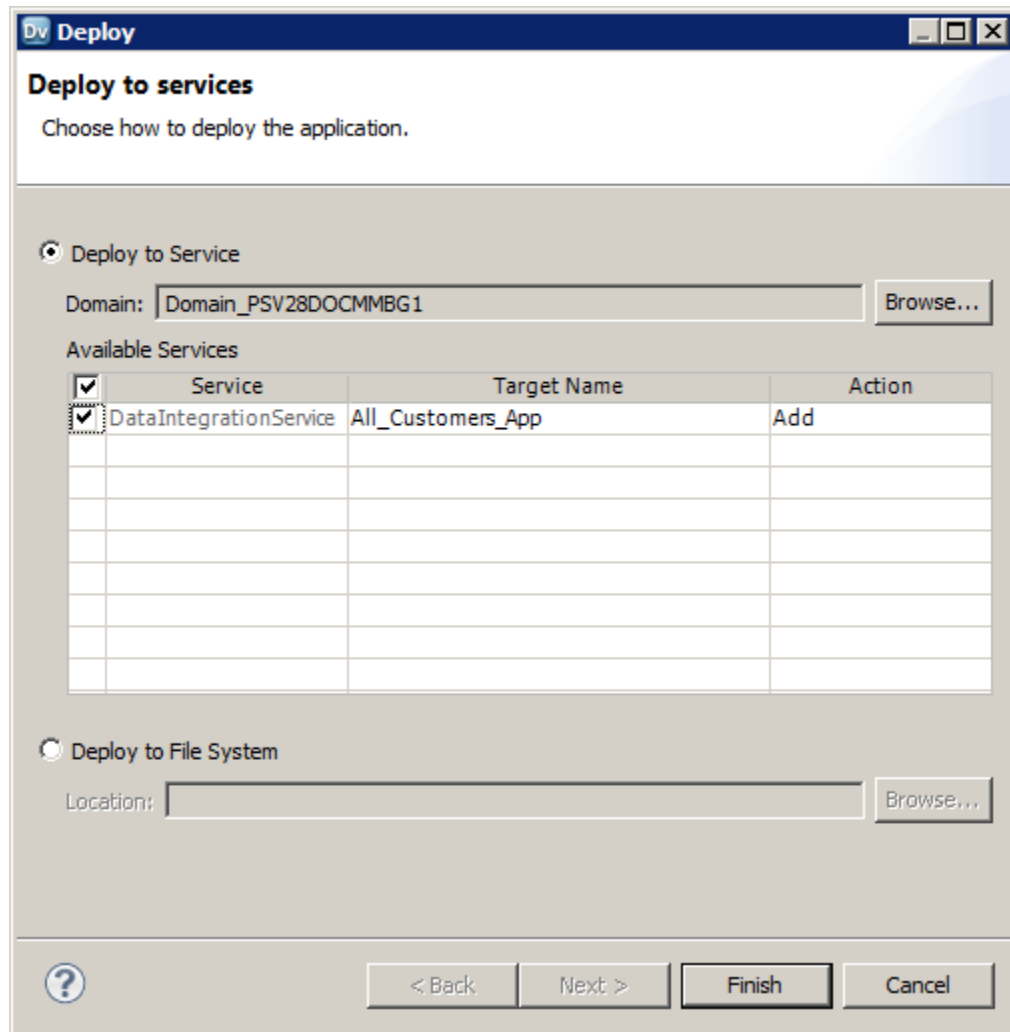 Dv Deploy
Deploy to services
Choose how to deploy the application.
Deploy to Service
Domain: Domain_PSV28DOCMMBG1 Browse...
Available Services
Service Target Name Action
DataIntegrationService All_Customers_App Add
Deploy to File System
Location: Browse...
? < Back Next > Finish Cancel